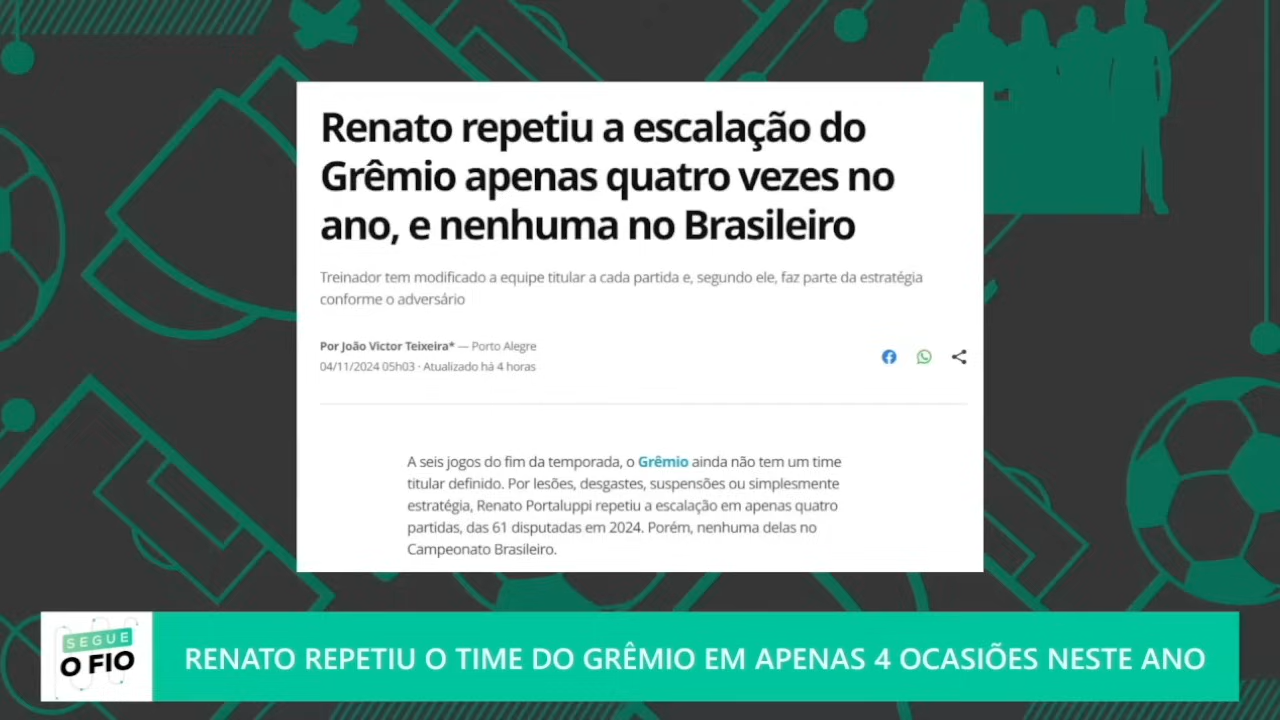 Renato repetiu a escalação do
Grêmio apenas quatro vezes no
ano, e nenhuma no Brasileiro
Treinador tem modificado a equipe titular a cada partida e, segundo ele, faz parte da estratégia
conforme o adversário
Por João Victor Teixeira* — Porto Alegre
04/11/2024 05h03 · Atualizado há 4 horas
A seis jogos do fim da temporada, o Grêmio ainda não tem um time
titular definido. Por lesões, desgastes, suspensões ou simplesmente
estratégia, Renato Portaluppi repetiu a escalação em apenas quatro
partidas, das 61 disputadas em 2024. Porém, nenhuma delas no
Campeonato Brasileiro.
SEGUE
O FIO
RENATO REPETIU O TIME DO GRÊMIO EM APENAS 4 OCASIÕES NESTE ANO